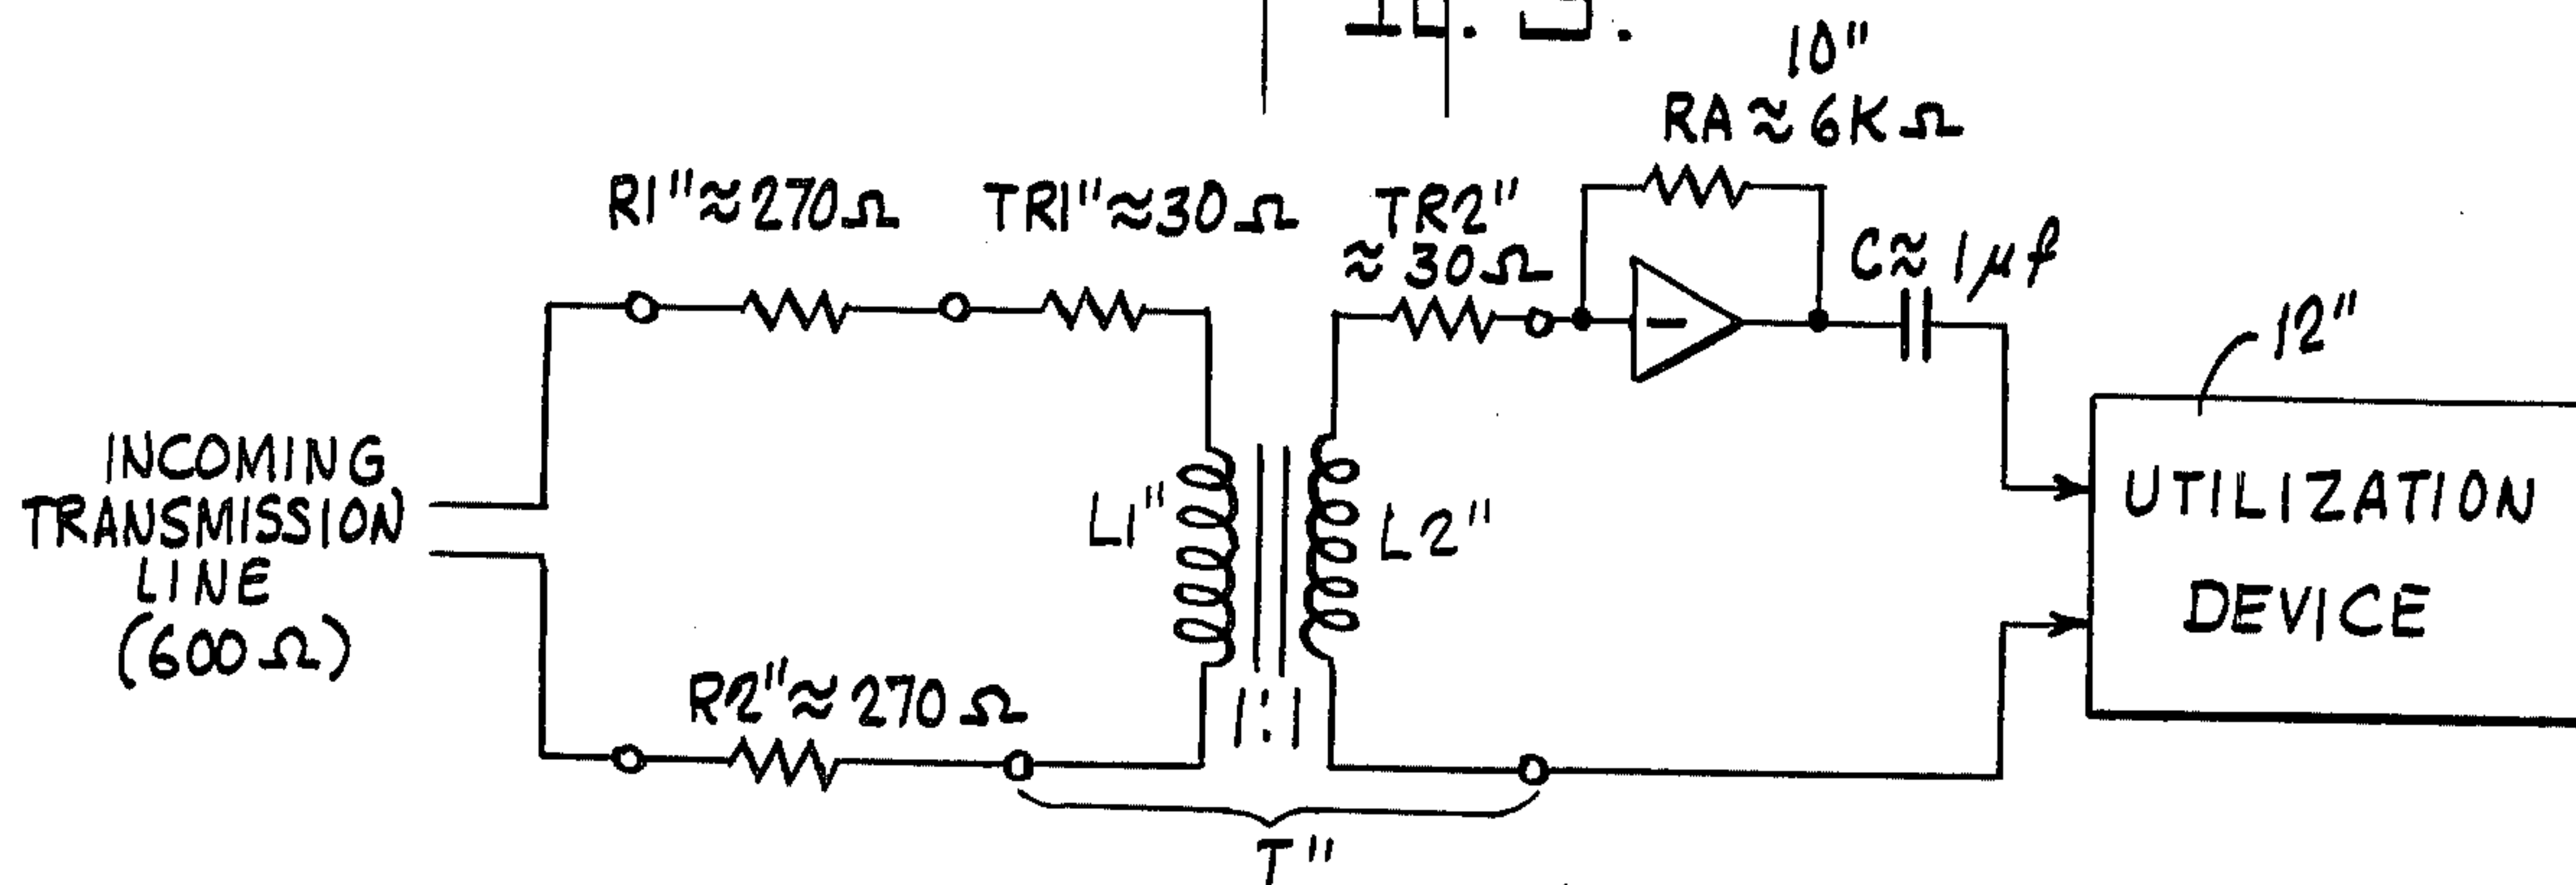 10"
RA ≈ 6K Ω
R1" ≈ 270 Ω
TR1" ≈ 30 Ω
TR2"
≈ 30 Ω
C ≈ 1 μf
12"
INCOMING
TRANSMISSION
LINE
(600 Ω)
L1"
L2"
UTILIZATION
DEVICE
R2" ≈ 270 Ω
1:1
T"
-